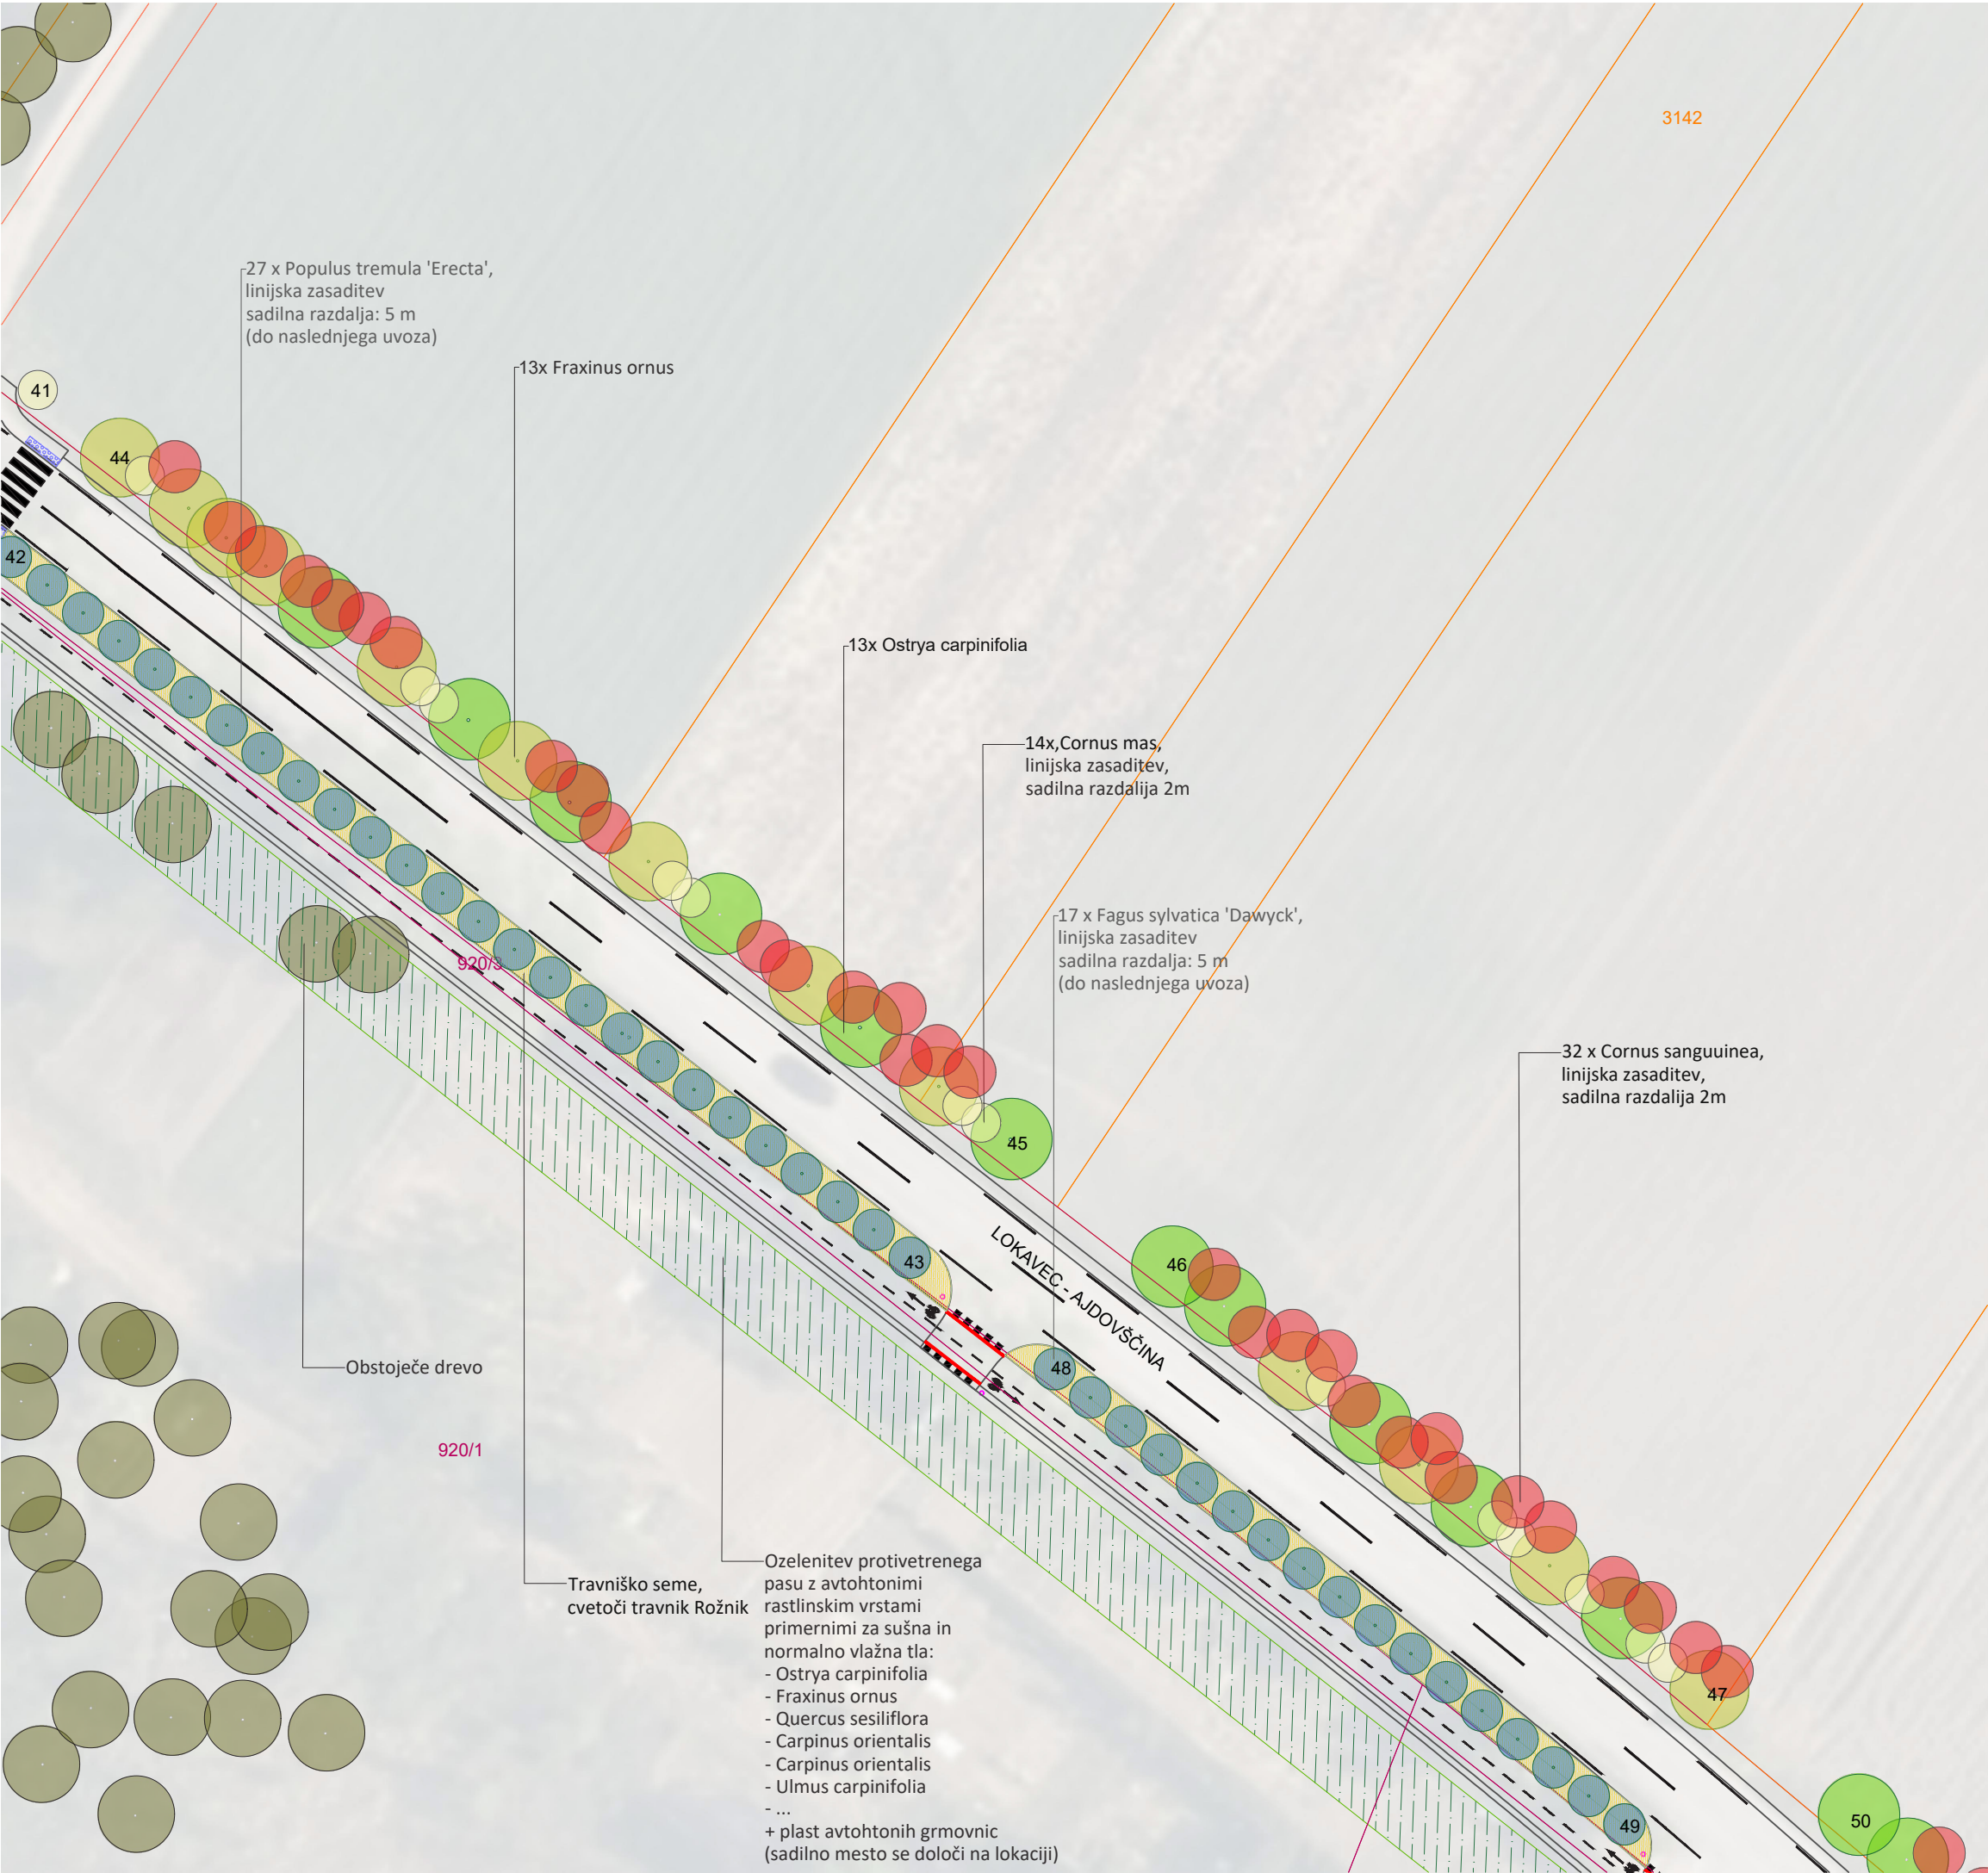 3142
27 x Populus tremula 'Erecta',
linijska zasaditev
sadilna razdalja: 5 m
(do naslednjega uvoza)
13x Fraxinus ornus
41
44
42
13x Ostrya carpinifolia
14x,Cornus mas,
linijska zasaditev,
sadilna razdalija 2m
17 x Fagus sylvatica 'Dawyck',
linijska zasaditev
sadilna razdalja: 5 m
(do naslednjega uvoza)
920/3
32 x Cornus sanguuinea,
linijska zasaditev,
sadilna razdalija 2m
45
46
43
LOKAVEC - AJDOVŠČINA
48
Obstoječe drevo
920/1
Travniško seme,
cvetoči travnik Rožnik
Ozelenitev protivetrenega
pasu z avtohtonimi
rastlinskim vrstami
primernimi za sušna in
normalno vlažna tla:
- Ostrya carpinifolia
- Fraxinus ornus
- Quercus sesiliflora
- Carpinus orientalis
- Carpinus orientalis
- Ulmus carpinifolia
- ...
+ plast avtohtonih grmovnic
(sadilno mesto se določi na lokaciji)
47
50
49